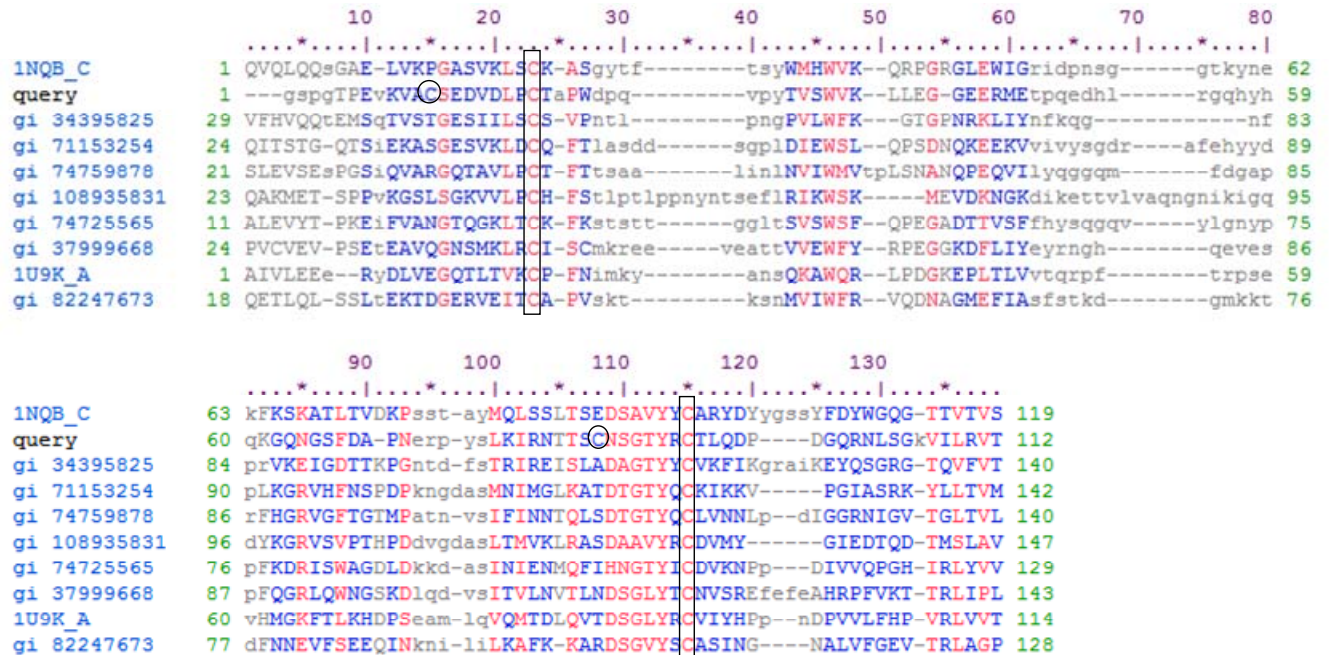 10 20 30 40 50 60 70 80
....*....|....*....|....*....|....*....|....*....|....*....|....*....|....*....|
1NQB_C 1 QVQLQQsGAE-LVKPGASVKLSCK-ASgytf--------tsyWMHWVK--QRPGRGLEWIGridpnsg------gtkyne 62
query 1 ---gspgTPEvKVACSEDVDLPCTaPWdpq---------vpyTVSWVK--LLEG-GEERMETpqedhl------rgqhyh 59
gi 34395825 29 VFHVQQtEMSqTVSTGESIILSCS-VPntl---------pngPVLWFK---GTGPNRKLIYnfkqg------------nf 83
gi 71153254 24 QITSTG-QTSiEKASGESVKLDCQ-FTlasdd-------sgplDIEWSL--QPSDNQKEEKVvivysgdr----afehyyd 89
gi 74759878 21 SLEVSESsPGSiQVARGQTAVLPCT-FTtsaa--------linlNVIWMVtpLSNANQPEQVIlyqggqm-------fdgap 85
gi 108935831 23 QAKMET-SPPvKGSLSGKVVLPCH-FStlptlppnyntseflRIKWSK-----MEVDKNGKdikettvlvaqngnikigq 95
gi 74725565 11 ALEVYT-PKEiFVANGTQGKLTCK-FKststt-------ggltSVSWSF--QPEGADTTVSFfhysqgqv-----ylgnyp 75
gi 37999668 24 PVCVEV-PSEtEAVQGNSMKLRCI-SCmkree-------veattVVEWFY--RPEGGKDFLIYeyrngh-------qeves 86
1U9K_A 1 AIVLEEe--RyDLVEGQTLTVKCP-FNimky---------ansQKAWQR--LPDGKEPLTLVvtqrpf-------trpse 59
gi 82247673 18 QETLQL-SSLtEKTDGERVEITCA-PVskt----------ksnMVIWFR--VQDNAGMEFIAsfstkd--------gmkkt 76
90 100 110 120 130
....*....|....*....|....*....|....*....|....*....|....*....
1NQB_C 63 kFKSKATLTVDKPsst-ayMQLSSLTSEDSAVYYCARYDYygssYFDYWGQG-TTVTVS 119
query 60 qKGQNGSFDA-PNerp-ysLKIRNTTSCNSGTYRCTLQDP----DGQRNLSGkVILRVT 112
gi 34395825 84 prVKEIGDTTKPGntd-fsTRIREISLADAGTYYCVKFIKgraiKEYQSGRG-TQVFVT 140
gi 71153254 90 pLKGRVHFNSPDPkngdasMNIMGLKATDTGTYQCKIKKV-----PGIASRK-YLLTVM 142
gi 74759878 86 rFHGRVGFTGTMPatn-vsIFINNTQLSDTGTYQCLVNNLp--dIGGRNIGV-TGLTVL 140
gi 108935831 96 dYKGRVSVPTHPDdvgdasLTMVKLRASDAAVYRCDVMY------GIEDTQD-TMSLAV 147
gi 74725565 76 pFKDRISWAGDLDkkd-asINIENMQFIHNGTYICDVKNPp---DIVVQPGH-IRLYVV 129
gi 37999668 87 pFQGRLQWNGSKDlqd-vsITVLNVTLNDSGLYTCNVSREfefeAHRPFVKT-TRLIPL 143
1U9K_A 60 vHMGKFTLKHDPSeam-lqVQMTDLQVTDSGLYRCVIYHPp--nDPVVLFHP-VRLVVT 114
gi 82247673 77 dFNNEVFSEEQINkni-liLKAFK-KARDSGVYSCASING----NALVFGEV-TRLAGP 128